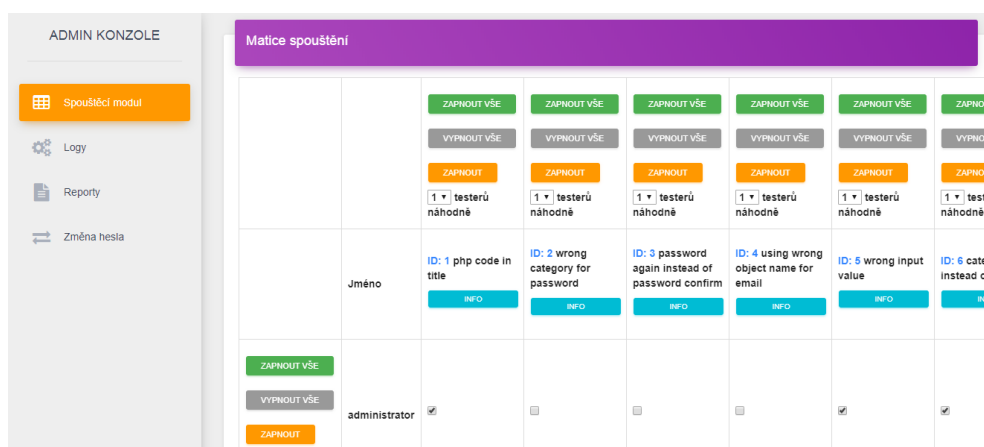 ADMIN KONZOLE
Spouštěcí modul
Logy
Reporty
Změna hesla
Matice spouštění
ZAPNOUT VŠE ZAPNOUT VŠE ZAPNOUT VŠE ZAPNOUT VŠE ZAPNOUT VŠE
VYPNOUT VŠE VYPNOUT VŠE VYPNOUT VŠE VYPNOUT VŠE VYPNOUT VŠE
ZAPNOUT ZAPNOUT ZAPNOUT ZAPNOUT ZAPNOUT
1 testerů 1 testerů 1 testerů 1 testerů 1 testerů 1
náhodně náhodně náhodně náhodně náhodně náhodně
Jméno
ID: 1 php code in
title
INFO
ID: 2 wrong
category for
password
INFO
ID: 3 password
again instead of
password confirm
INFO
ID: 4 using wrong
object name for
email
INFO
ID: 5 wrong input
value
INFO
ID: 6
instead
ZAPNOUT VŠE
VYPNOUT VŠE
ZAPNOUT
administrator